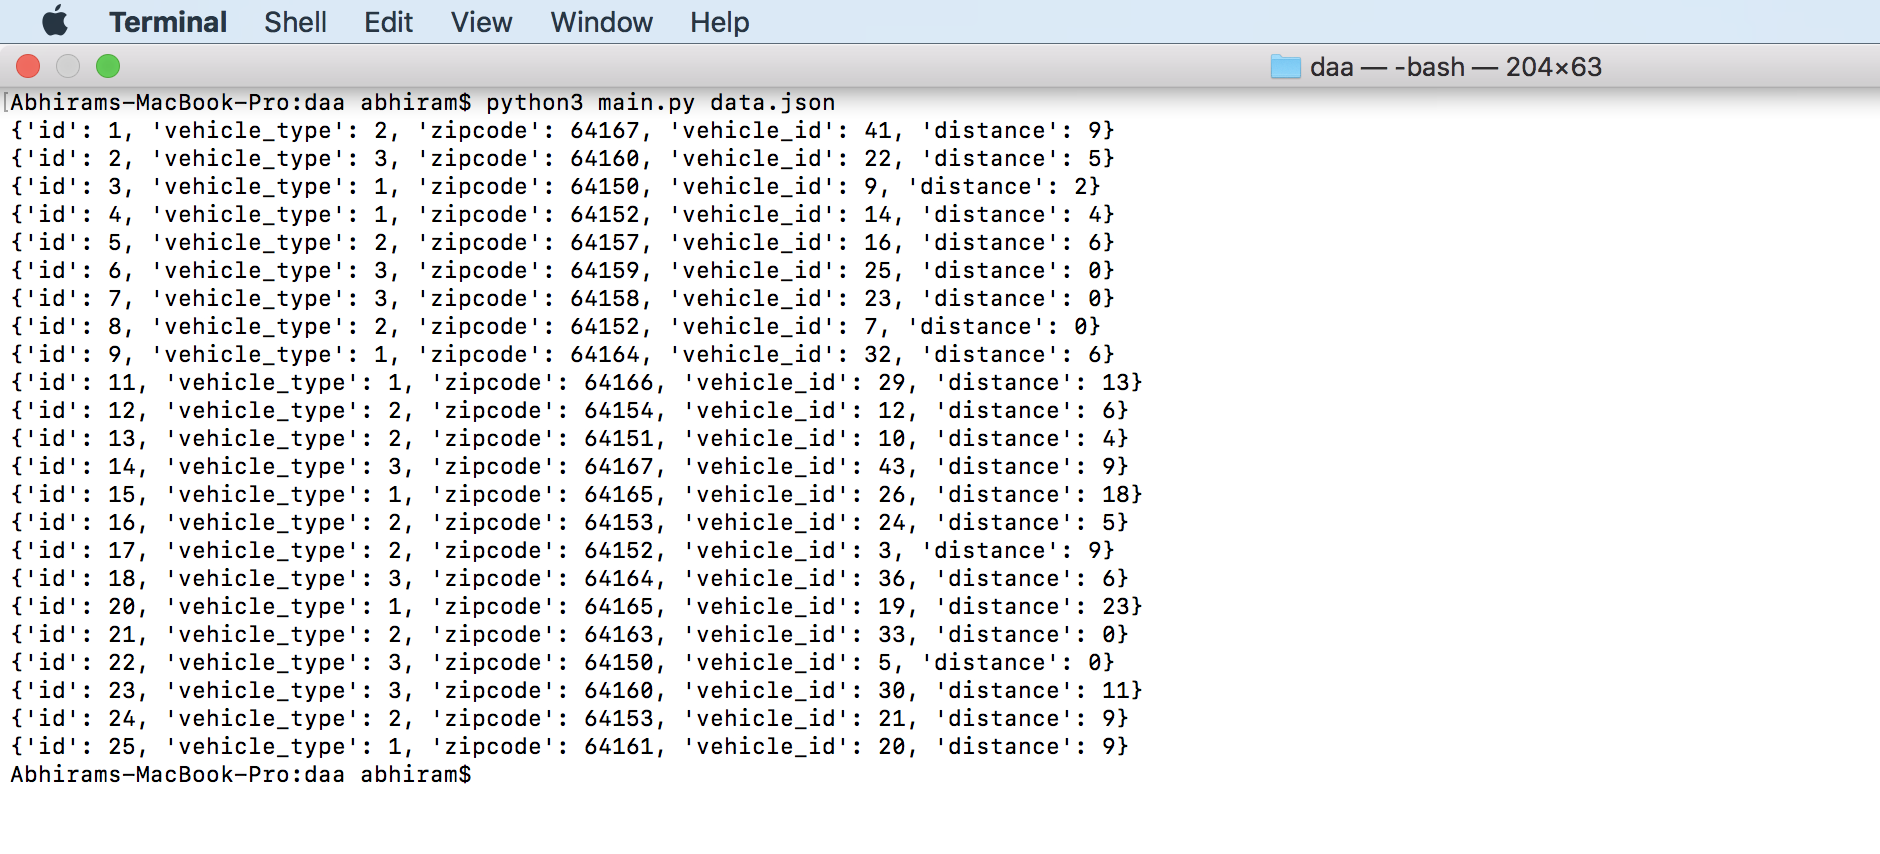 Terminal Shell Edit View Window Help
daa — -bash — 204×63
[Abhirams-MacBook-Pro:daa abhiram$ python3 main.py data.json
{'id': 1, 'vehicle_type': 2, 'zipcode': 64167, 'vehicle_id': 41, 'distance': 9}
{'id': 2, 'vehicle_type': 3, 'zipcode': 64160, 'vehicle_id': 22, 'distance': 5}
{'id': 3, 'vehicle_type': 1, 'zipcode': 64150, 'vehicle_id': 9, 'distance': 2}
{'id': 4, 'vehicle_type': 1, 'zipcode': 64152, 'vehicle_id': 14, 'distance': 4}
{'id': 5, 'vehicle_type': 2, 'zipcode': 64157, 'vehicle_id': 16, 'distance': 6}
{'id': 6, 'vehicle_type': 3, 'zipcode': 64159, 'vehicle_id': 25, 'distance': 0}
{'id': 7, 'vehicle_type': 3, 'zipcode': 64158, 'vehicle_id': 23, 'distance': 0}
{'id': 8, 'vehicle_type': 2, 'zipcode': 64152, 'vehicle_id': 7, 'distance': 0}
{'id': 9, 'vehicle_type': 1, 'zipcode': 64164, 'vehicle_id': 32, 'distance': 6}
{'id': 11, 'vehicle_type': 1, 'zipcode': 64166, 'vehicle_id': 29, 'distance': 13}
{'id': 12, 'vehicle_type': 2, 'zipcode': 64154, 'vehicle_id': 12, 'distance': 6}
{'id': 13, 'vehicle_type': 2, 'zipcode': 64151, 'vehicle_id': 10, 'distance': 4}
{'id': 14, 'vehicle_type': 3, 'zipcode': 64167, 'vehicle_id': 43, 'distance': 9}
{'id': 15, 'vehicle_type': 1, 'zipcode': 64165, 'vehicle_id': 26, 'distance': 18}
{'id': 16, 'vehicle_type': 2, 'zipcode': 64153, 'vehicle_id': 24, 'distance': 5}
{'id': 17, 'vehicle_type': 2, 'zipcode': 64152, 'vehicle_id': 3, 'distance': 9}
{'id': 18, 'vehicle_type': 3, 'zipcode': 64164, 'vehicle_id': 36, 'distance': 6}
{'id': 20, 'vehicle_type': 1, 'zipcode': 64165, 'vehicle_id': 19, 'distance': 23}
{'id': 21, 'vehicle_type': 2, 'zipcode': 64163, 'vehicle_id': 33, 'distance': 0}
{'id': 22, 'vehicle_type': 3, 'zipcode': 64150, 'vehicle_id': 5, 'distance': 0}
{'id': 23, 'vehicle_type': 3, 'zipcode': 64160, 'vehicle_id': 30, 'distance': 11}
{'id': 24, 'vehicle_type': 2, 'zipcode': 64153, 'vehicle_id': 21, 'distance': 9}
{'id': 25, 'vehicle_type': 1, 'zipcode': 64161, 'vehicle_id': 20, 'distance': 9}
Abhirams-MacBook-Pro:daa abhiram$